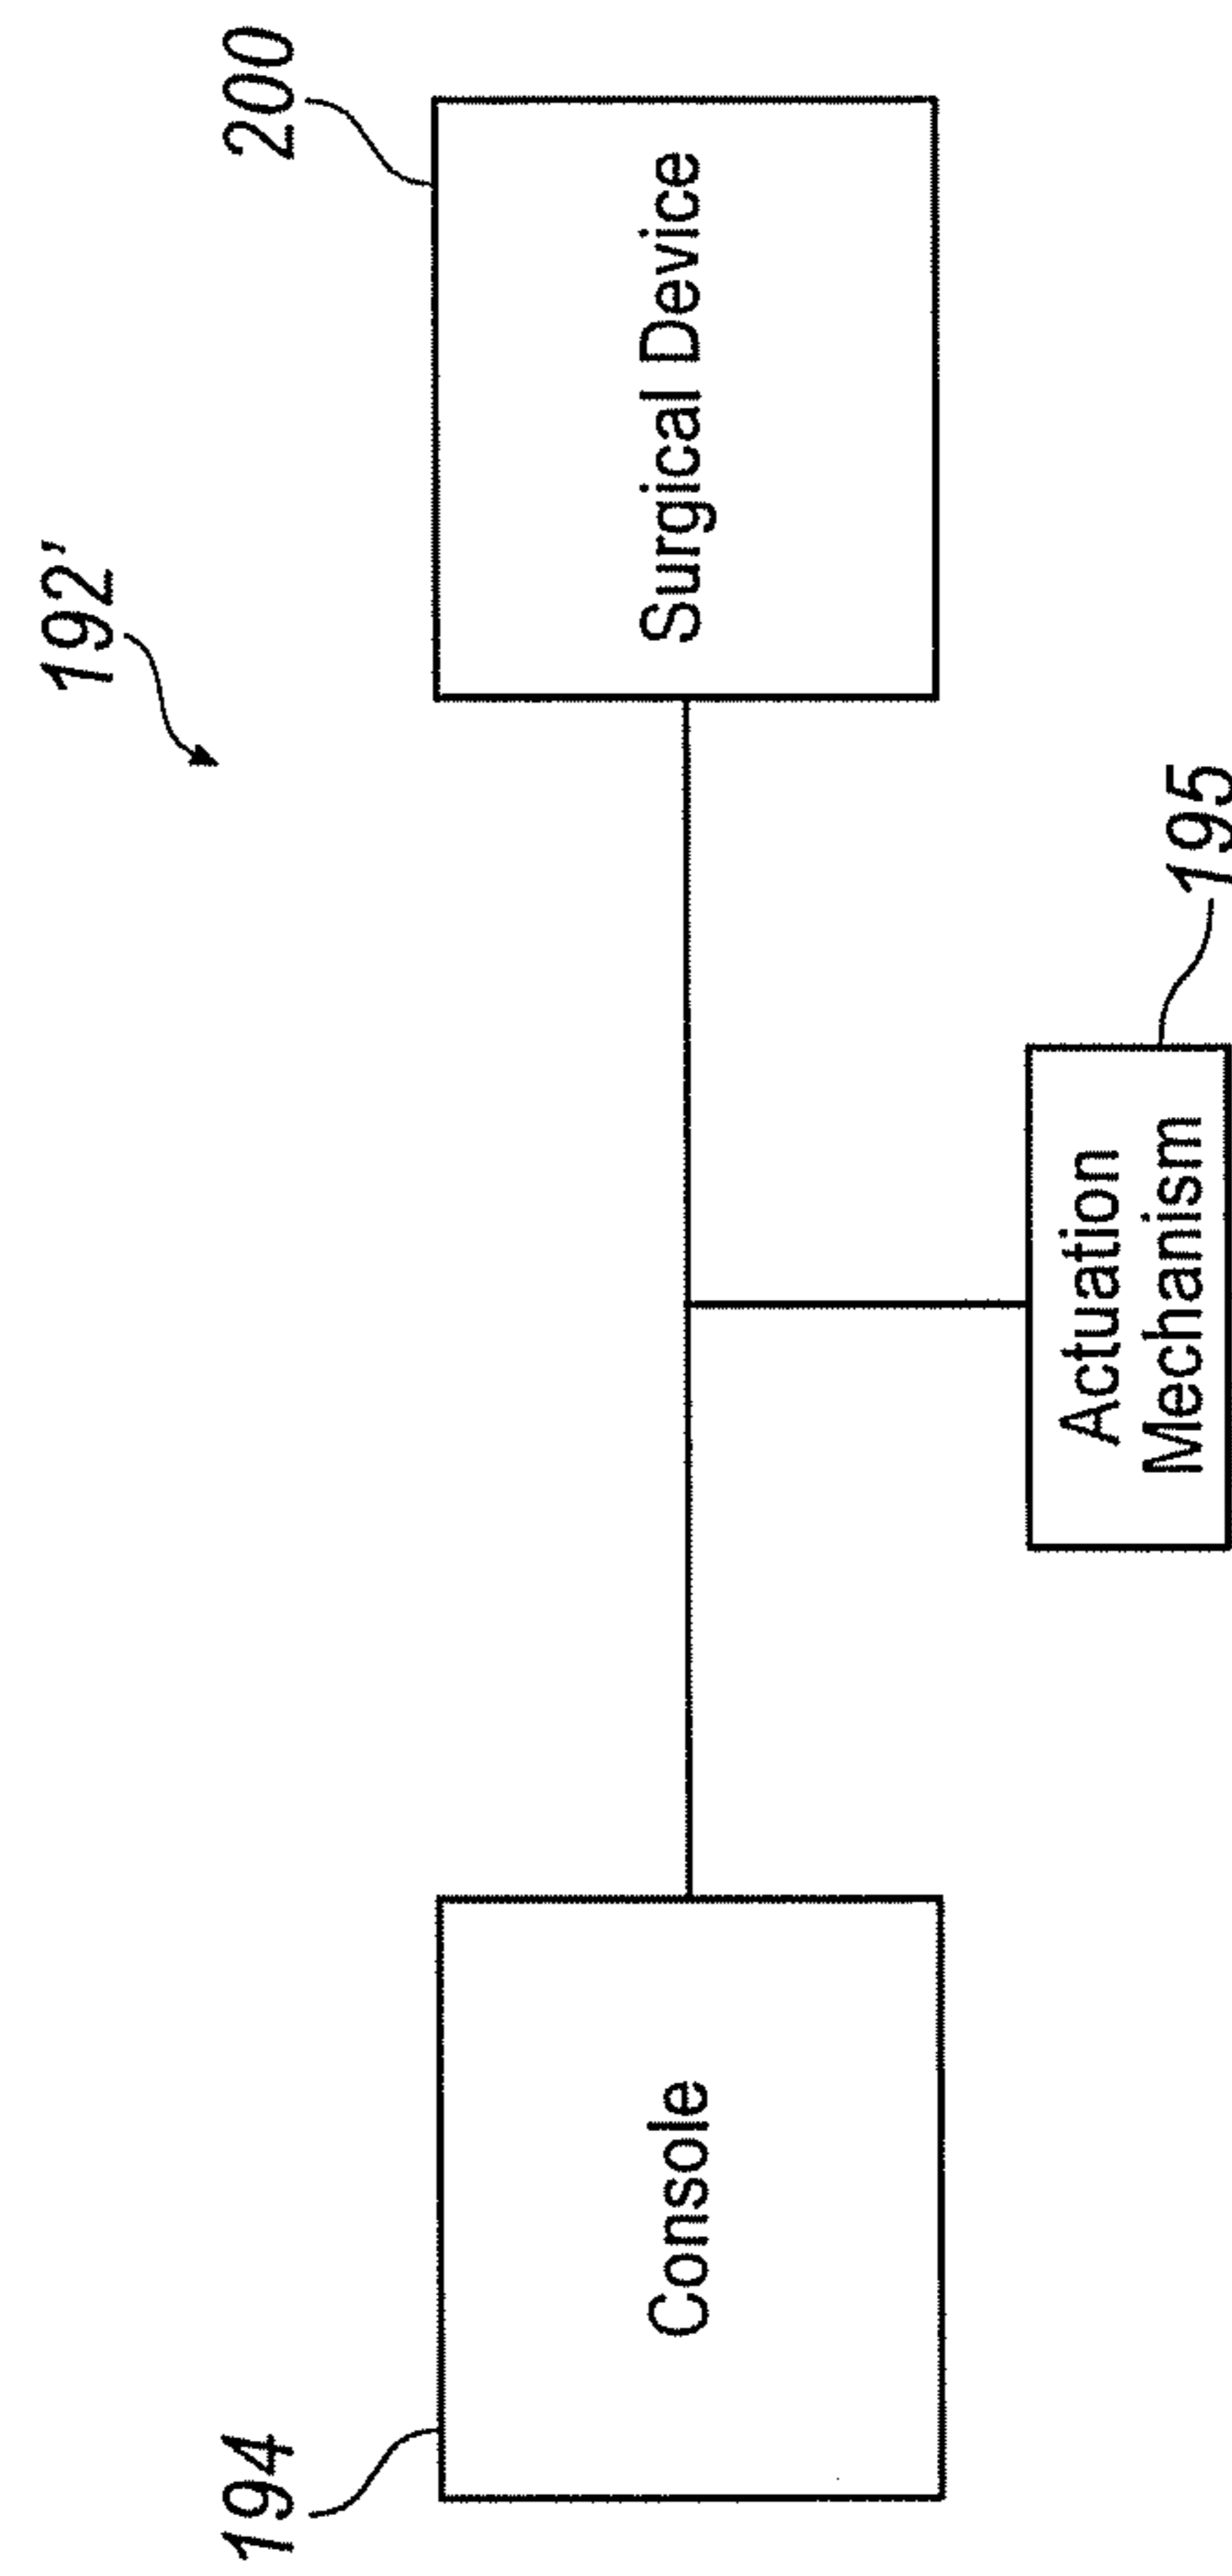 192'
194
200
Console
Surgical Device
Actuation
Mechanism
195